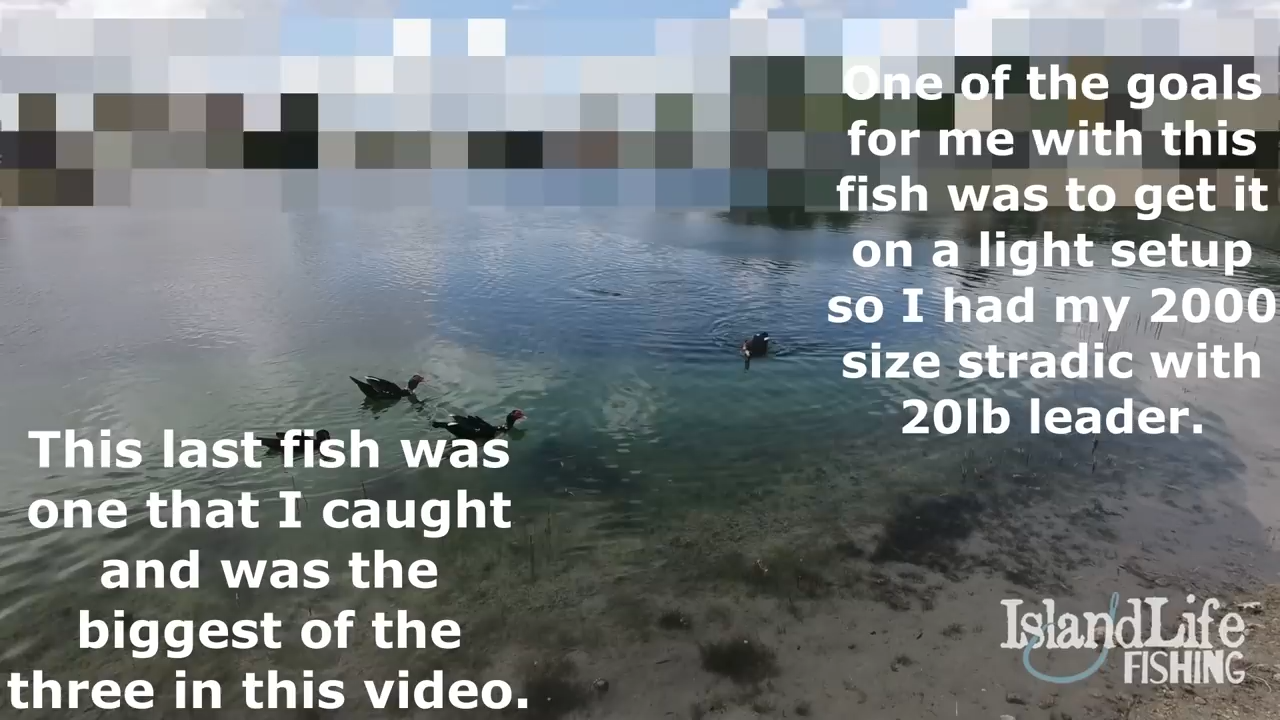 One of the goals
for me with this
fish was to get it
on a light setup
so I had my 2000
size stradic with
20lb leader.
This last fish was
one that I caught
and was the
biggest of the
three in this video.
IslandLife
FISHING